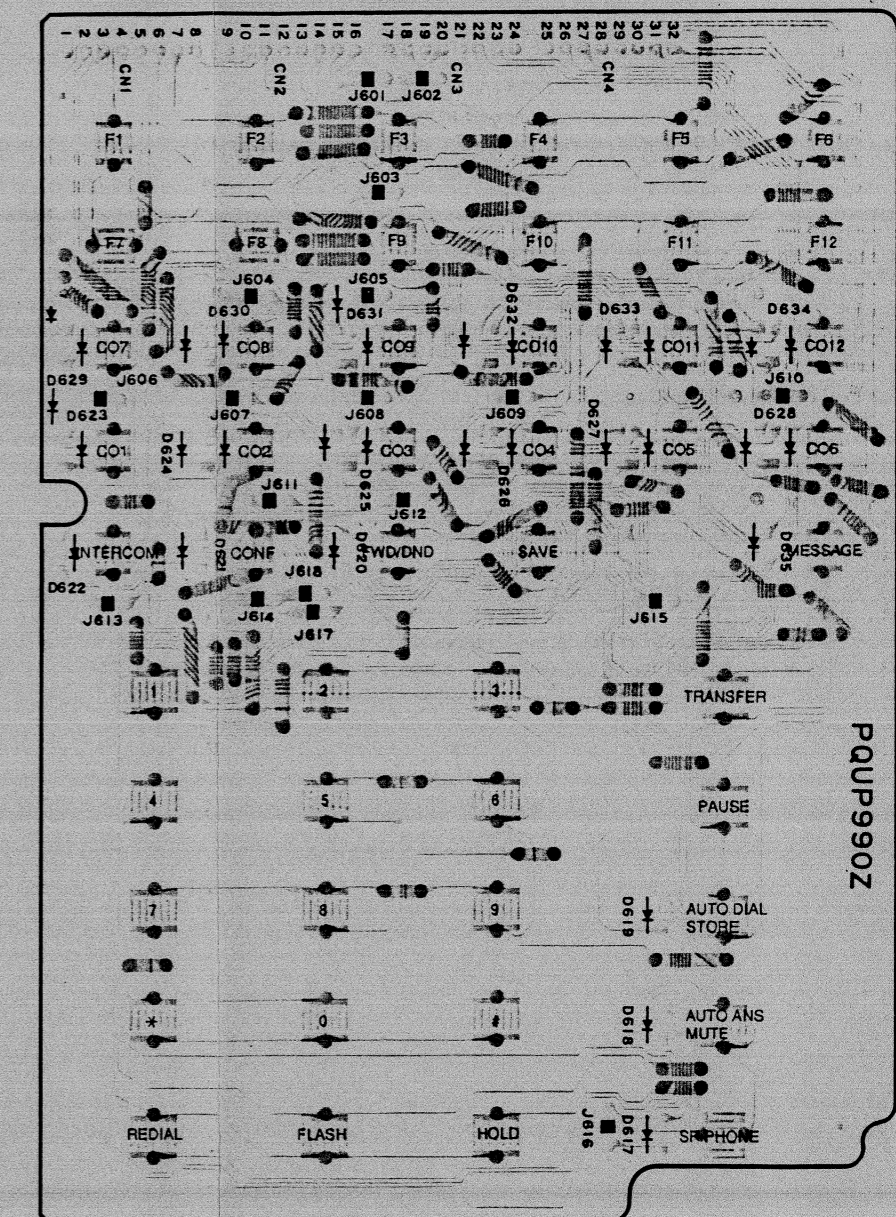 1 2 3 4 5 6 7 8 9 10 11 12 13 14 15 16 17 18 19 20 21 22 23 24 25 26 27 28 29 30 31 32
CN1 CN2 CN3 CN4
J601 J602
F1 F2 F3 F4 F5 F6
J603
F7 F8 F9 F10 F11 F12
J604 J605
D630 D631 D632 D633 D634
CO7 CO8 CO9 CO10 CO11 CO12
D629 J606 J610
D623 J607 J608 J609 D627 D628
CO1 D624 CO2 CO3 CO4 CO5 CO6
J611 D625 D626
J612
INTERCOM D621 CONF D620 FWD/DND SAVE D635 MESSAGE
J618
D622
J613 J614 J617 J615
1 2 3 TRANSFER
PQUP990Z
4 5 6 PAUSE
7 8 9 D619 AUTO DIAL
STORE
* 0 # D618 AUTO ANS
MUTE
REDIAL FLASH HOLD J616 D617 SP-PHONE